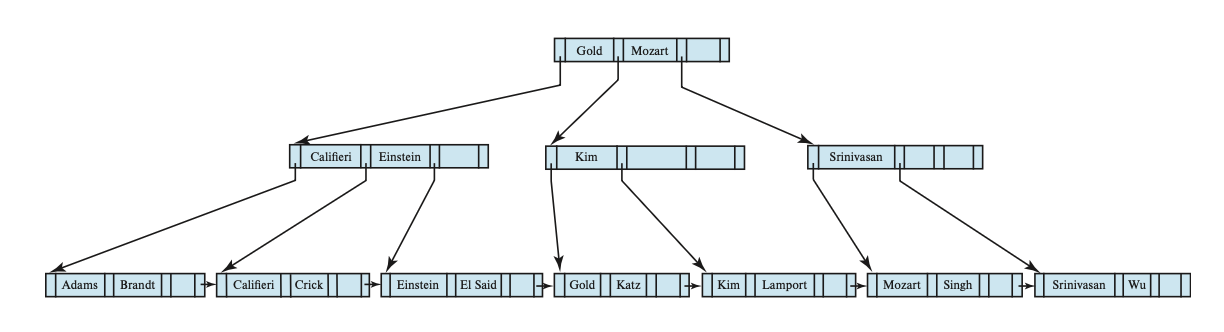 Gold Mozart
Califieri Einstein Kim Srinivasan
Adams Brandt Califieri Crick Einstein El Said Gold Katz Kim Lamport Mozart Singh Srinivasan Wu